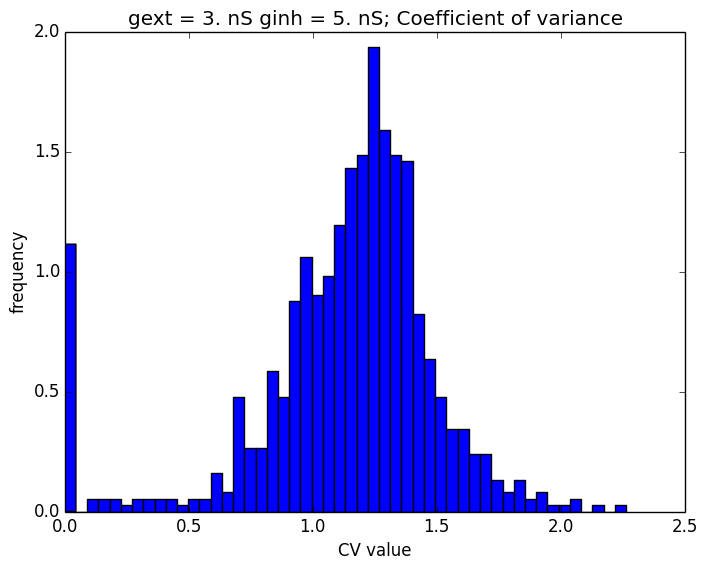 gext = 3. nS ginh = 5. nS; Coefficient of variance
2.0
1.5
1.0
0.5
0.0
frequency
0.0 0.5 1.0 1.5 2.0 2.5
CV value